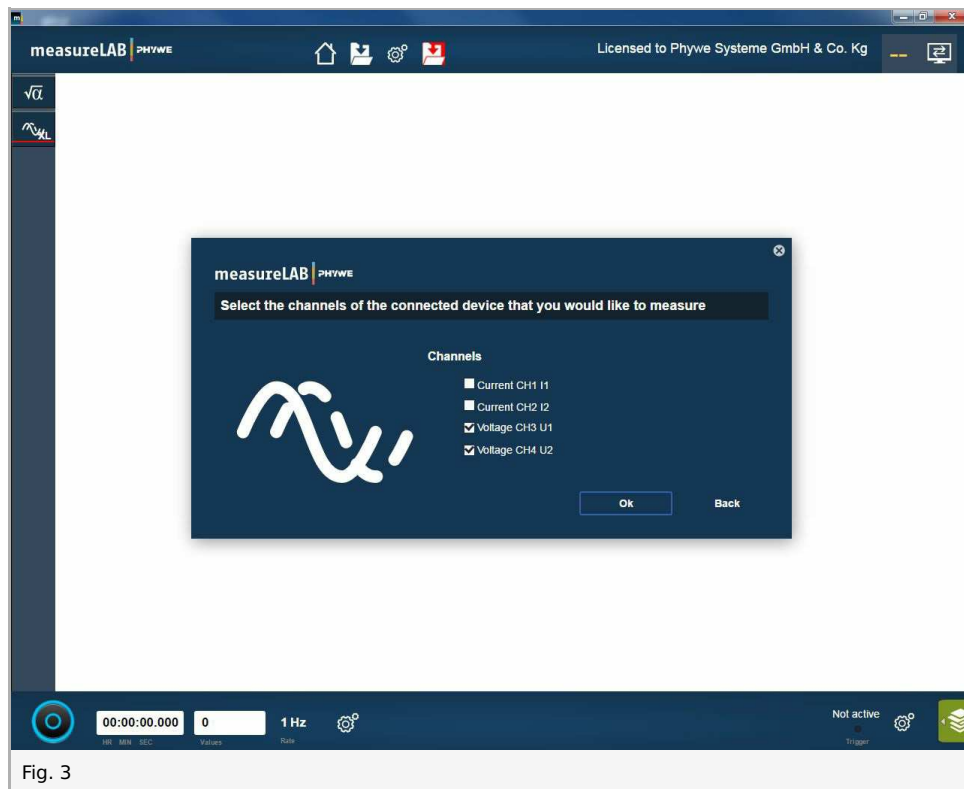 m
measureLAB PHYWE
Licensed to Phywe Systeme GmbH & Co. Kg
--
√α
XL
measureLAB PHYWE
Select the channels of the connected device that you would like to measure
Channels
Current CH1 I1
Current CH2 I2
Voltage CH3 U1
Voltage CH4 U2
Ok Back
00:00:00.000 0 1 Hz Not active
HR MIN SEC Values Rate Trigger
Fig. 3